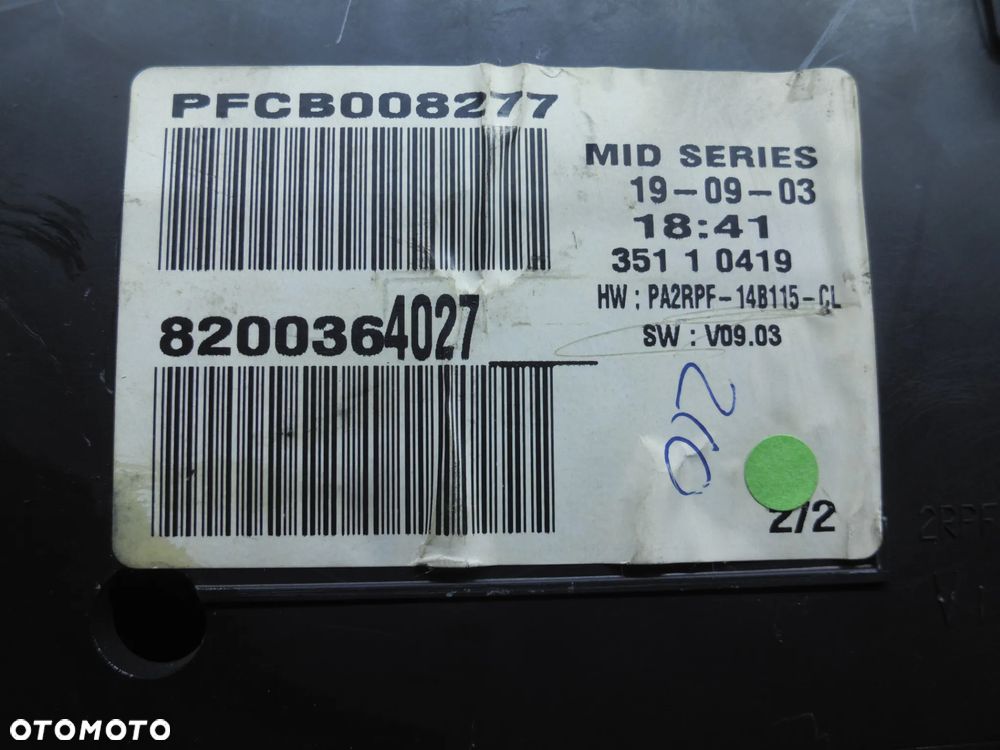 PFCB008277
MID SERIES
19-09-03
18:41
351 1 0419
HW : PA2RPF-14B115-CL
SW : V09.03
8200364027
210
2/2
OTOMOTO